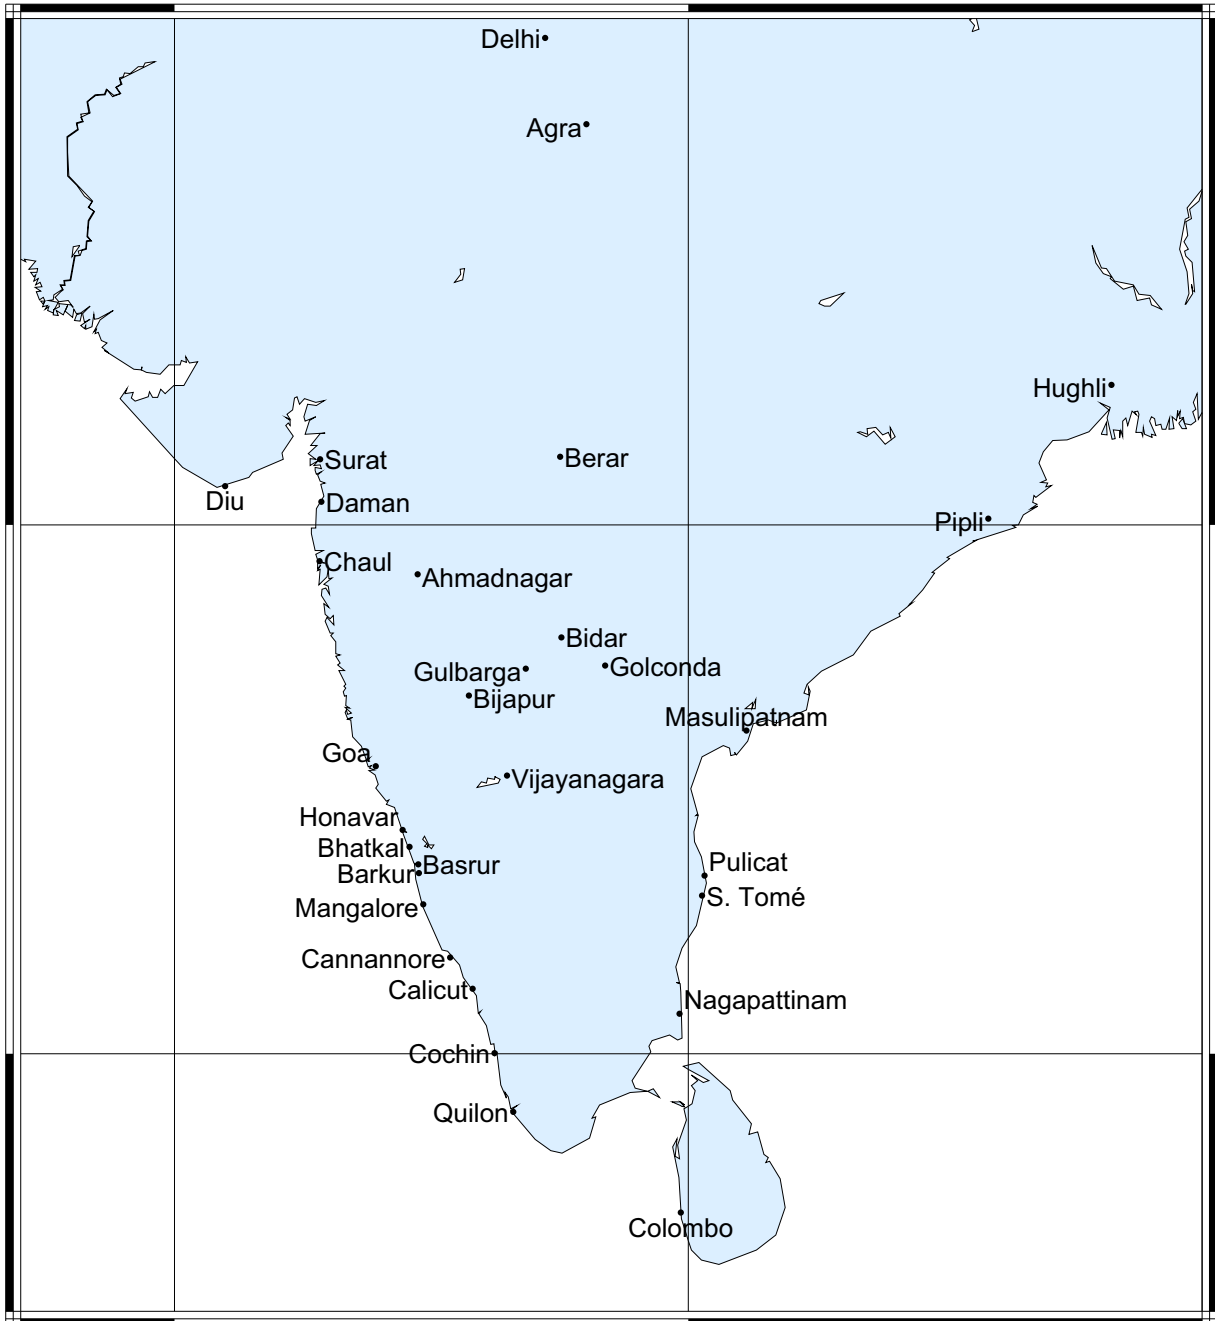 Delhi
Agra
Hughli
Surat
Berar
Diu
Daman
Pipli
Chaul
Ahmadnagar
Bidar
Gulbarga
Golconda
Bijapur
Masulipatnam
Goa
Vijayanagara
Honavar
Bhatkal
Basrur
Barkur
Pulicat
S. Tomé
Mangalore
Cannannore
Calicut
Nagapattinam
Cochin
Quilon
Colombo